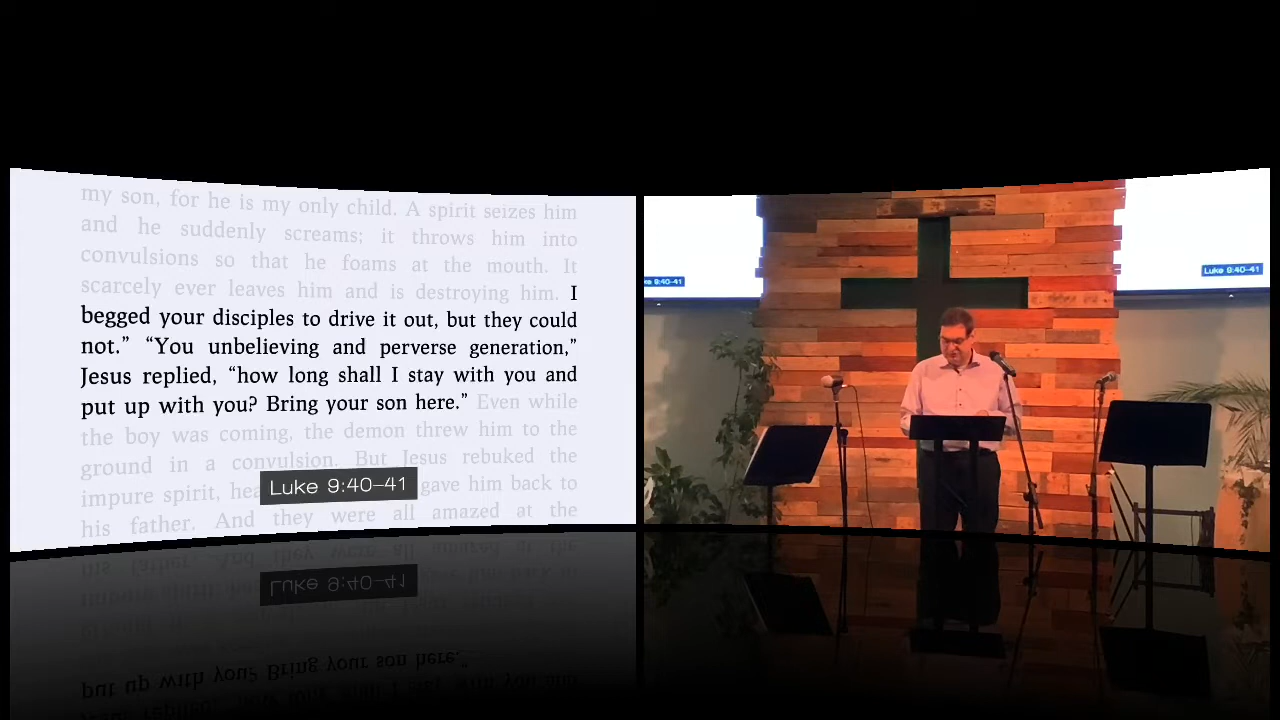 my son, for he is my only child. A spirit seizes him
and he suddenly screams; it throws him into
convulsions so that he foams at the mouth. It
scarcely ever leaves him and is destroying him. I
begged your disciples to drive it out, but they could
not.” “You unbelieving and perverse generation,”
Jesus replied, “how long shall I stay with you and
put up with you? Bring your son here.” Even while
the boy was coming, the demon threw him to the
ground in a convulsion. But Jesus rebuked the
impure spirit, gave him back to
his father. And they were all amazed at the
Luke 9:40–41
9:40–41
Luke 9:40–41